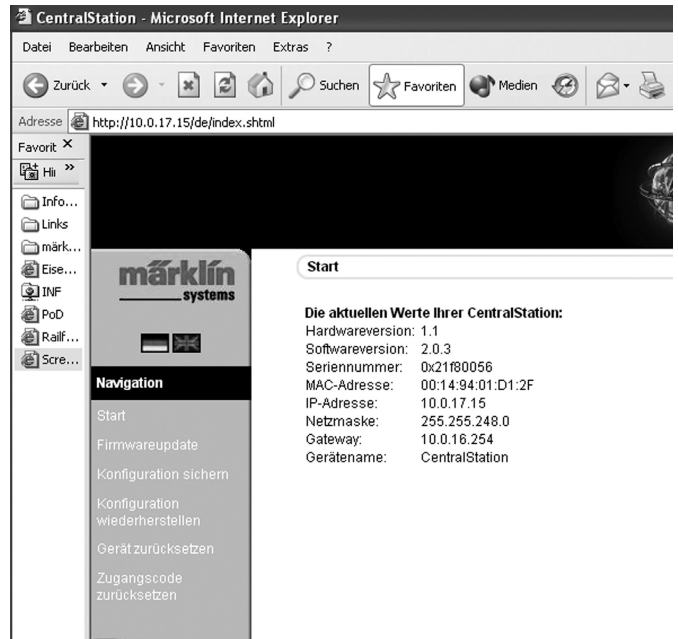 CentralStation - Microsoft Internet Explorer
Datei Bearbeiten Ansicht Favoriten Extras ?
Zurück Suchen Favoriten Medien
Adresse http://10.0.17.15/de/index.shtml
Favorit
Hi
Info...
Links
märk...
Eise...
INF
PoD
Railf...
Scre...
märklin
systems
Navigation
Start
Firmwareupdate
Konfiguration sichern
Konfiguration
wiederherstellen
Gerät zurücksetzen
Zugangscode
zurücksetzen
Start
Die aktuellen Werte Ihrer CentralStation:
Hardwareversion: 1.1
Softwareversion: 2.0.3
Seriennummer: 0x21f80056
MAC-Adresse: 00:14:94:01:D1:2F
IP-Adresse: 10.0.17.15
Netzmaske: 255.255.248.0
Gateway: 10.0.16.254
Gerätename: CentralStation